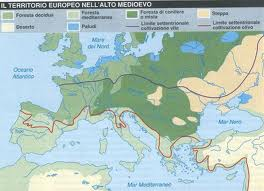 IL TERRITORIO EUROPEO NELL'ALTO MEDIOEVO
Foresta decidui
Deserto
Foresta
mediterranea
Paludi
Foresta di conifere
o mista
Limite settentrionale
coltivazione vite
Steppa
Limite settentrionale
coltivazione olivo
Mare
del Nord
Oceano
Atlantico
Mar Nero
Mar Mediterraneo